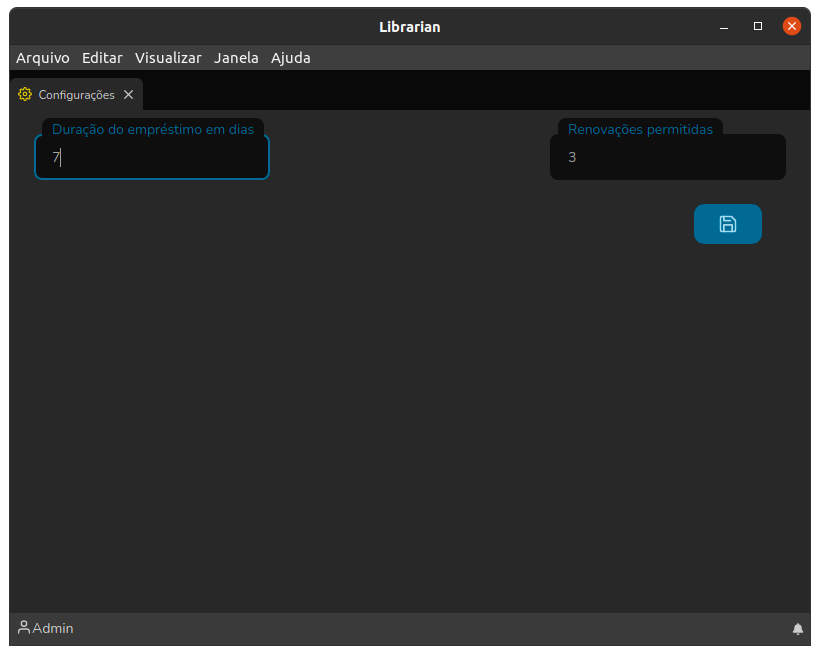 Librarian
Arquivo Editar Visualizar Janela Ajuda
Configurações
Duração do empréstimo em dias
7
Renovações permitidas
3
Admin